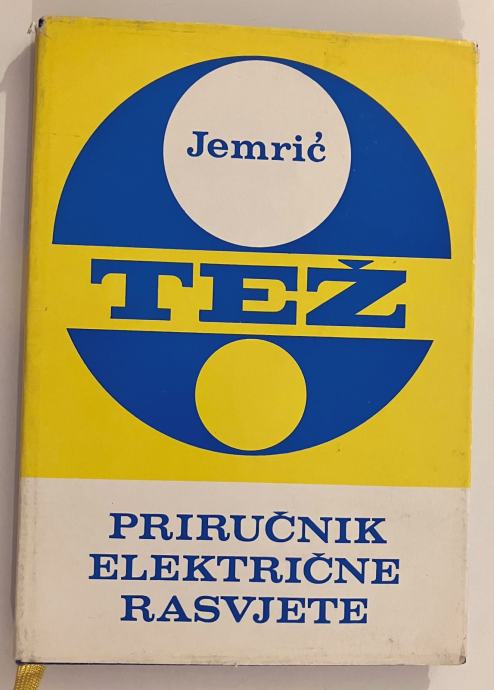 Jemrić
TEŽ
PRIRUČNIK
ELEKTRIČNE
RASVJETE